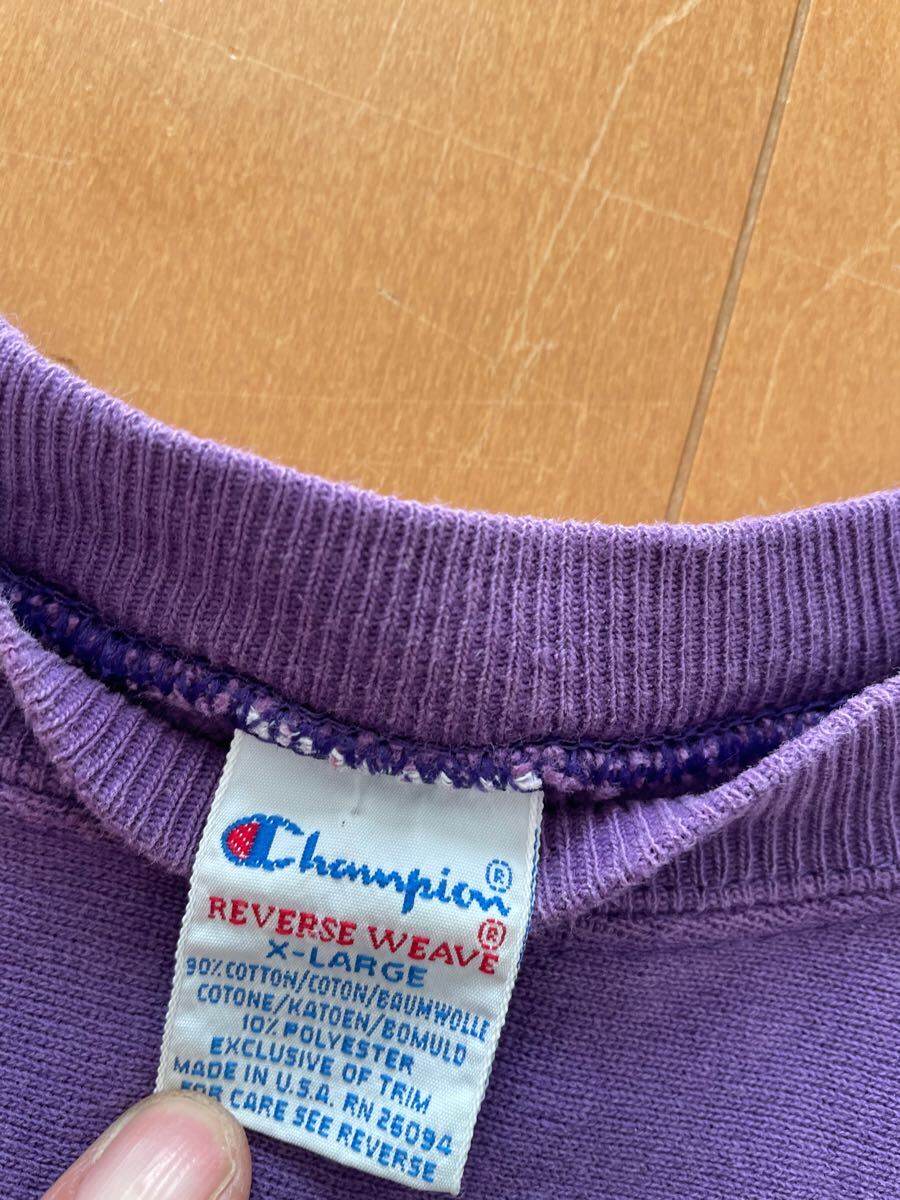 Champion®
REVERSE WEAVE®
X-LARGE
90% COTTON/COTON/BAUMWOLLE
COTONE/KATOEN/BOMULD
10% POLYESTER
EXCLUSIVE OF TRIM
MADE IN U.S.A. RN 26094
FOR CARE SEE REVERSE